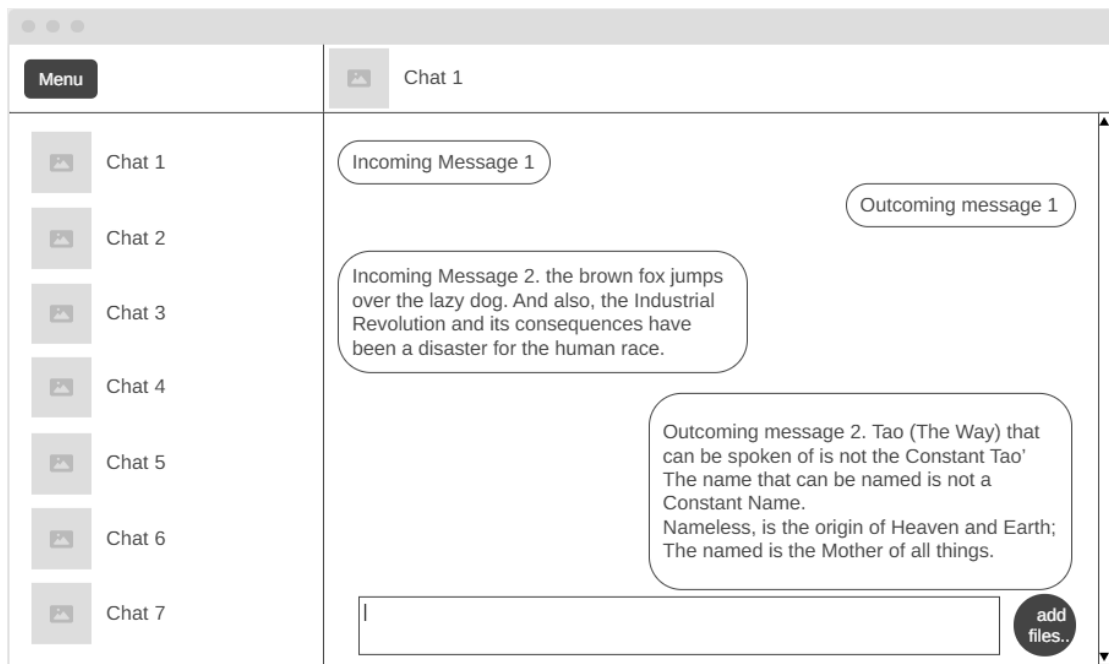 Menu
Chat 1
Chat 1
Chat 2
Chat 3
Chat 4
Chat 5
Chat 6
Chat 7
Incoming Message 1
Outcoming message 1
Incoming Message 2. the brown fox jumps
over the lazy dog. And also, the Industrial
Revolution and its consequences have
been a disaster for the human race.
Outcoming message 2. Tao (The Way) that
can be spoken of is not the Constant Tao’
The name that can be named is not a
Constant Name.
Nameless, is the origin of Heaven and Earth;
The named is the Mother of all things.
add
files..